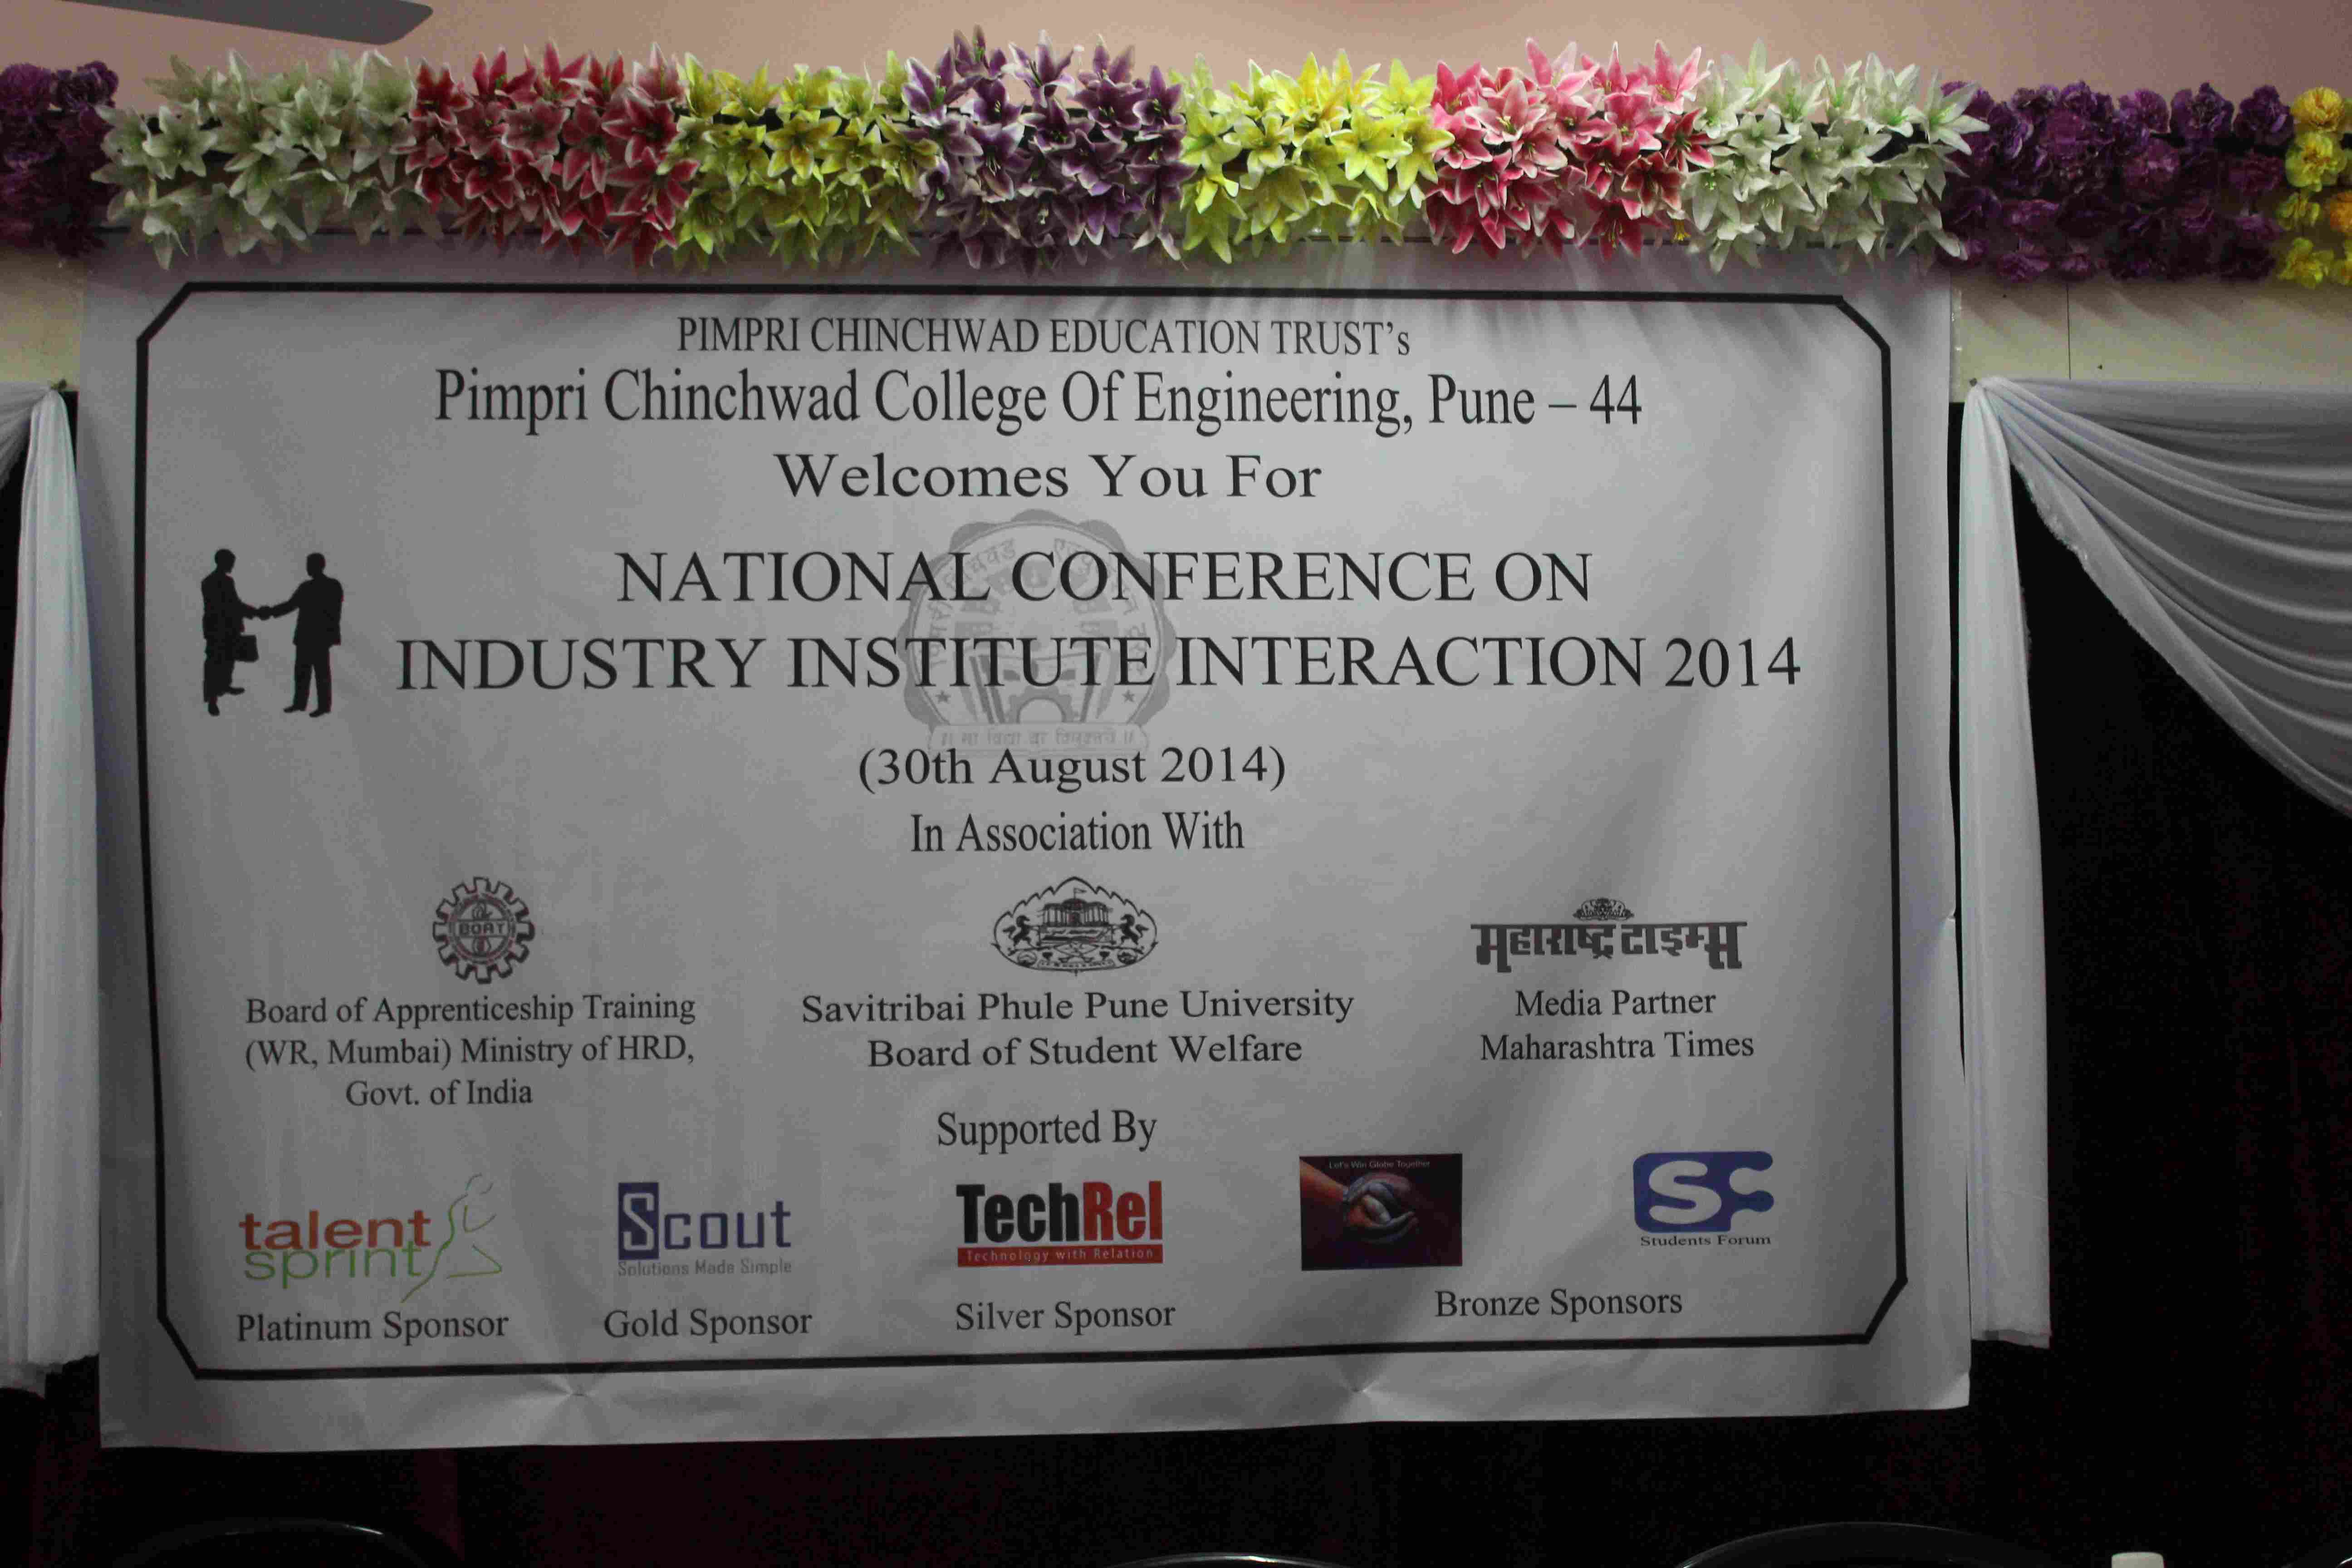 PIMPRI CHINCHWAD EDUCATION TRUST's
Pimpri Chinchwad College Of Engineering, Pune – 44
Welcomes You For
NATIONAL CONFERENCE ON
INDUSTRY INSTITUTE INTERACTION 2014
(30th August 2014)
In Association With
BOAT
महाराष्ट्र टाइम्स
Board of Apprenticeship Training
(WR, Mumbai) Ministry of HRD,
Govt. of India
Savitribai Phule Pune University
Board of Student Welfare
Media Partner
Maharashtra Times
Supported By
talent
sprint
Platinum Sponsor
Scout
Solutions Made Simple
Gold Sponsor
TechRel
Technology with Relation
Silver Sponsor
Let's Win Globe Together
SF
Students Forum
Bronze Sponsors